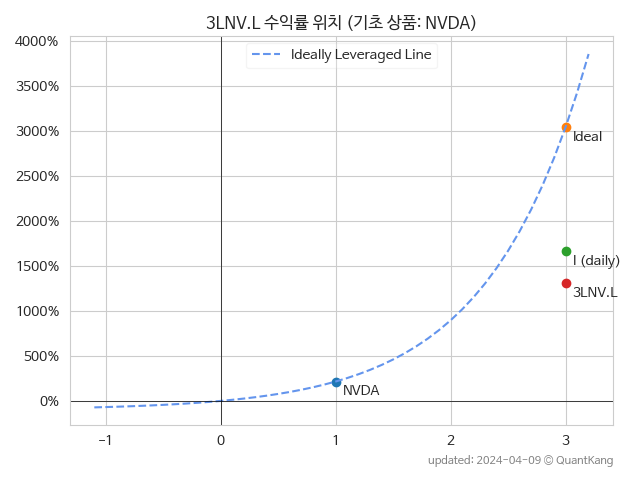 3LNV.L 수익률 위치 (기초 상품: NVDA)
Ideally Leveraged Line
4000%
3500%
3000%
2500%
2000%
1500%
1000%
500%
0%
Ideal
I (daily)
3LNV.L
NVDA
-1 0 1 2 3
updated: 2024-04-09 © QuantKang